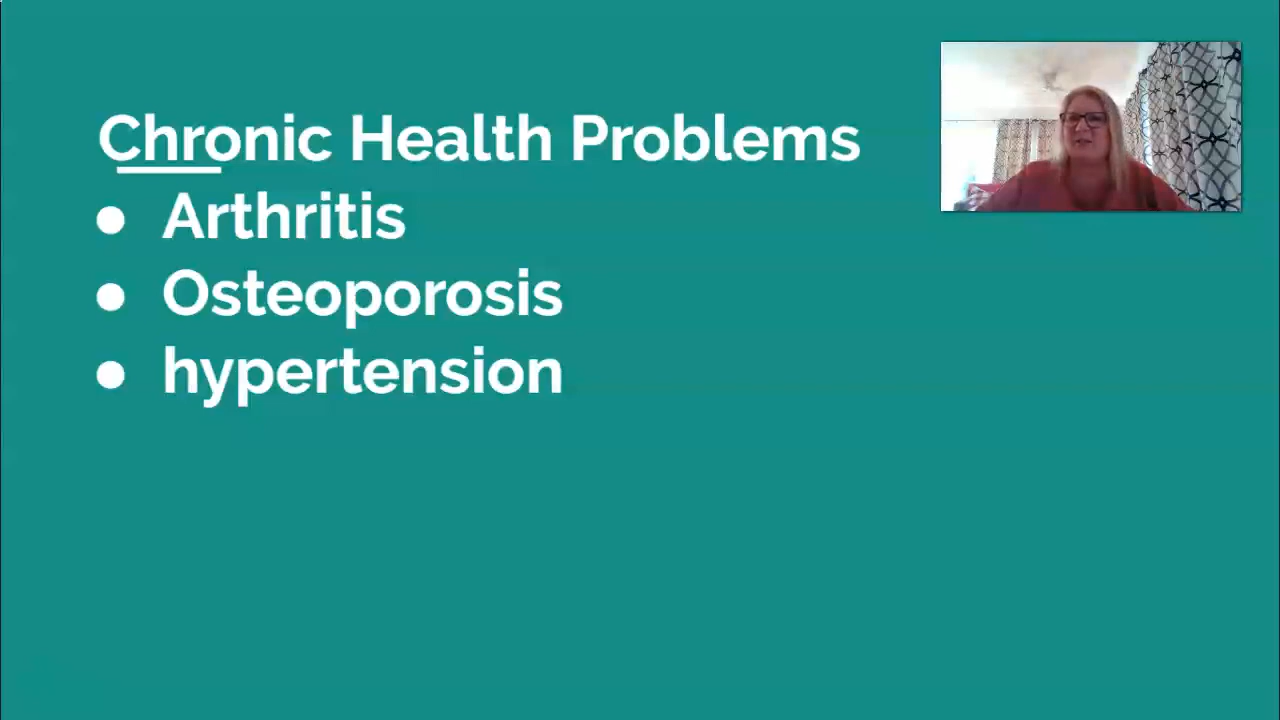 Chronic Health Problems
● Arthritis
● Osteoporosis
● hypertension